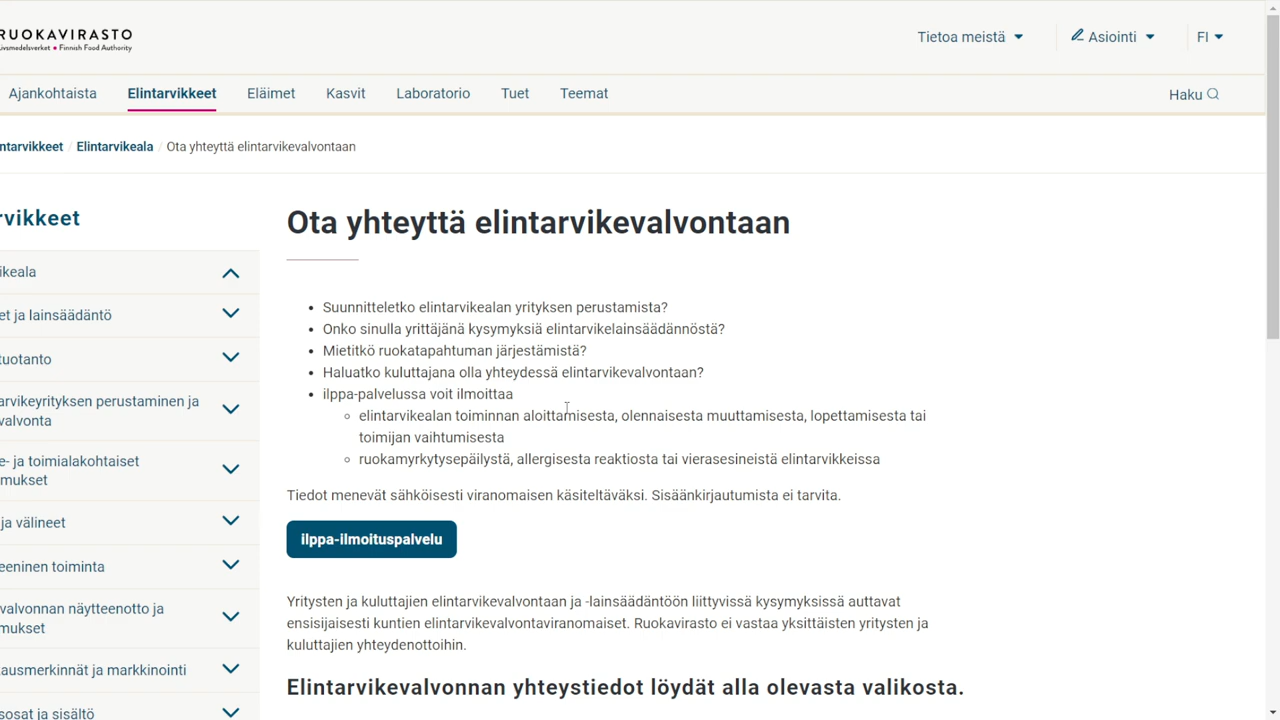 RUOKAVIRASTO
Livsmedelsverket • Finnish Food Authority
Tietoa meistä
Asiointi
FI
Ajankohtaista
Elintarvikkeet
Eläimet
Kasvit
Laboratorio
Tuet
Teemat
Haku
ntarvikkeet / Elintarvikeala / Ota yhteyttä elintarvikevalvontaan
rvikkeet
ikeala
et ja lainsäädäntö
tuotanto
arvikeyrityksen perustaminen ja
valvonta
e- ja toimialakohtaiset
mukset
ja välineet
eeninen toiminta
valvonnan näytteenotto ja
mukset
ausmerkinnät ja markkinointi
sosat ja sisältö
Ota yhteyttä elintarvikevalvontaan
• Suunnitteletko elintarvikealan yrityksen perustamista?
• Onko sinulla yrittäjänä kysymyksiä elintarvikelainsäädännöstä?
• Mietitkö ruokatapahtuman järjestämistä?
• Haluatko kuluttajana olla yhteydessä elintarvikevalvontaan?
• ilppa-palvelussa voit ilmoittaa
◦ elintarvikealan toiminnan aloittamisesta, olennaisesta muuttamisesta, lopettamisesta tai
toimijan vaihtumisesta
◦ ruokamyrkytysepäilystä, allergisesta reaktiosta tai vierasesineistä elintarvikkeissa
Tiedot menevät sähköisesti viranomaisen käsiteltäväksi. Sisäänkirjautumista ei tarvita.
ilppa-ilmoituspalvelu
Yritysten ja kuluttajien elintarvikevalvontaan ja -lainsäädäntöön liittyvissä kysymyksissä auttavat
ensisijaisesti kuntien elintarvikevalvontaviranomaiset. Ruokavirasto ei vastaa yksittäisten yritysten ja
kuluttajien yhteydenottoihin.
Elintarvikevalvonnan yhteystiedot löydät alla olevasta valikosta.